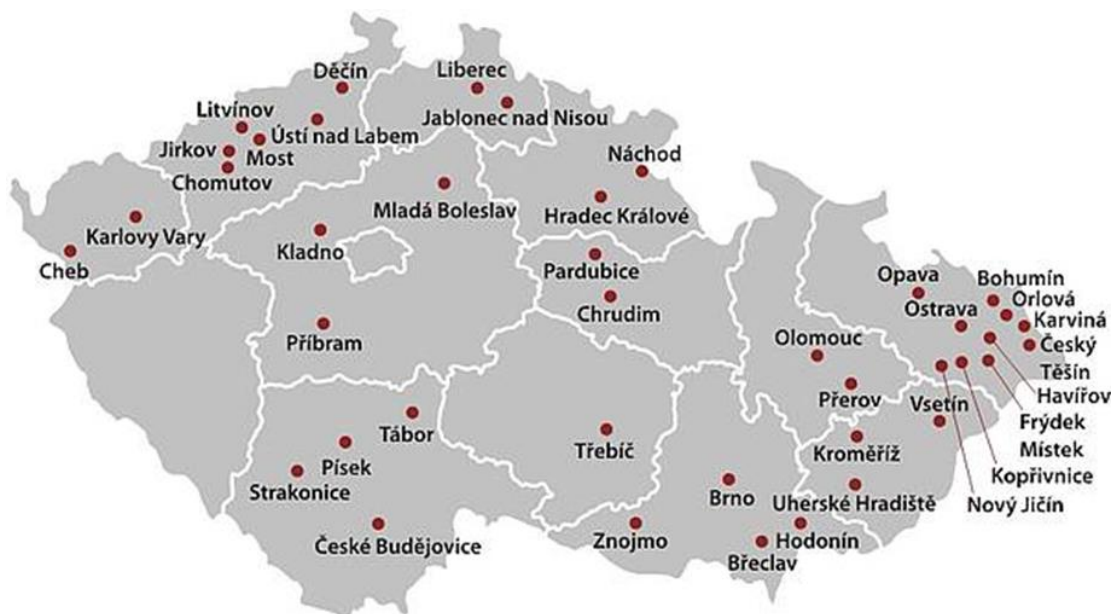 Děčín
Liberec
Litvínov
Jablonec nad Nisou
Ústí nad Labem
Jirkov
Most
Náchod
Chomutov
Mladá Boleslav
Hradec Králové
Karlovy Vary
Kladno
Cheb
Pardubice
Opava
Bohumín
Orlová
Chrudim
Ostrava
Karviná
Příbram
Olomouc
Český
Těšín
Přerov
Havířov
Vsetín
Tábor
Frýdek
Místek
Písek
Třebíč
Kroměříž
Kopřivnice
Strakonice
Brno
Uherské Hradiště
Nový Jičín
České Budějovice
Znojmo
Hodonín
Břeclav